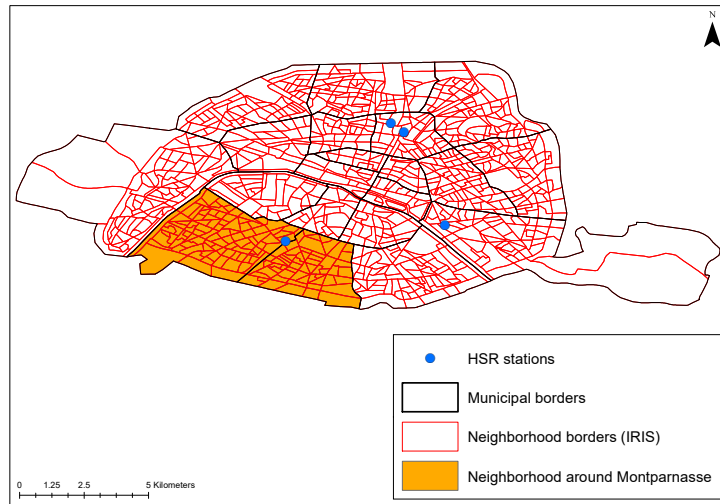 N
HSR stations
Municipal borders
Neighborhood borders (IRIS)
Neighborhood around Montparnasse
0 1.25 2.5 5 Kilometers